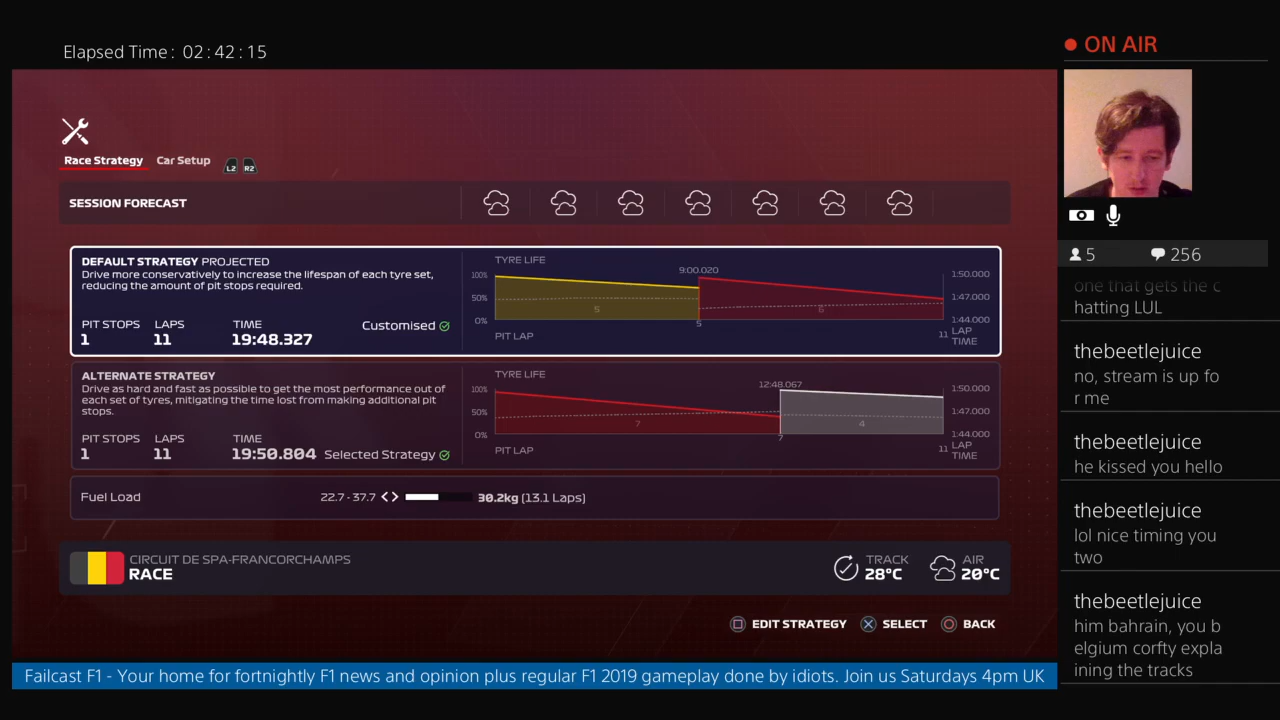 Elapsed Time: 02:42:15
ON AIR
Race Strategy Car Setup L2 R2
SESSION FORECAST
DEFAULT STRATEGY PROJECTED
Drive more conservatively to increase the lifespan of each tyre set,
reducing the amount of pit stops required.
PIT STOPS LAPS TIME
1 11 19:48.327
Customised
TYRE LIFE
100%
50%
0%
PIT LAP
9:00.020
5
6
5
11
1:50.000
1:47.000
1:44.000
LAP
TIME
ALTERNATE STRATEGY
Drive as hard and fast as possible to get the most performance out of
each set of tyres, mitigating the time lost from making additional pit
stops.
PIT STOPS LAPS TIME
1 11 19:50.804 Selected Strategy
TYRE LIFE
100%
50%
0%
PIT LAP
12:48.067
7
4
7
11
1:50.000
1:47.000
1:44.000
LAP
TIME
Fuel Load 22.7 - 37.7 <> 30.2kg (13.1 Laps)
CIRCUIT DE SPA-FRANCORCHAMPS
RACE
TRACK
28°C
AIR
20°C
EDIT STRATEGY SELECT BACK
Failcast F1 - Your home for fortnightly F1 news and opinion plus regular F1 2019 gameplay done by idiots. Join us Saturdays 4pm UK
5 256
one that gets the c
hatting LUL
thebeetlejuice
no, stream is up fo
r me
thebeetlejuice
he kissed you hello
thebeetlejuice
lol nice timing you
two
thebeetlejuice
him bahrain, you b
elgium corfty expla
ining the tracks